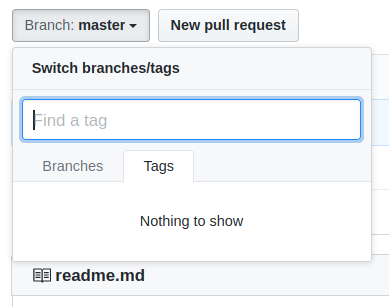 Branch: master New pull request
Switch branches/tags
Find a tag
Branches Tags
Nothing to show
readme.md